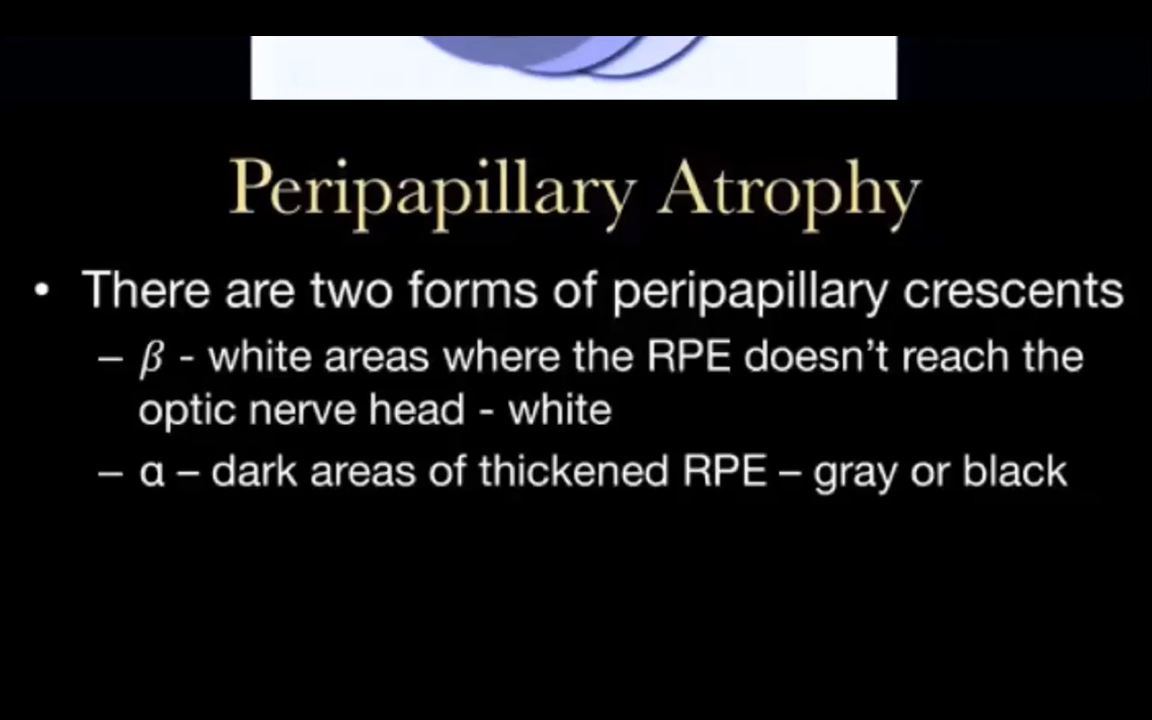 Peripapillary Atrophy
• There are two forms of peripapillary crescents
– β - white areas where the RPE doesn’t reach the
optic nerve head - white
– α – dark areas of thickened RPE – gray or black